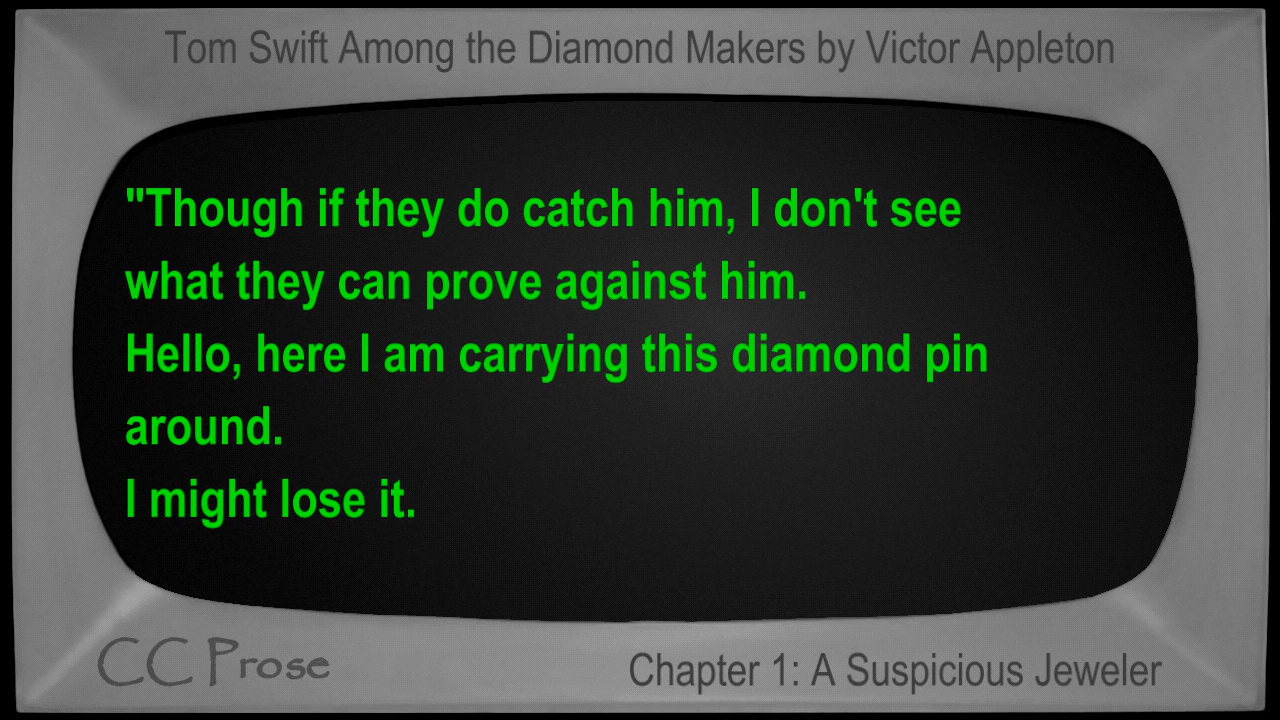 Tom Swift Among the Diamond Makers by Victor Appleton
"Though if they do catch him, I don't see
what they can prove against him.
Hello, here I am carrying this diamond pin
around.
I might lose it.
CC Prose
Chapter 1: A Suspicious Jeweler